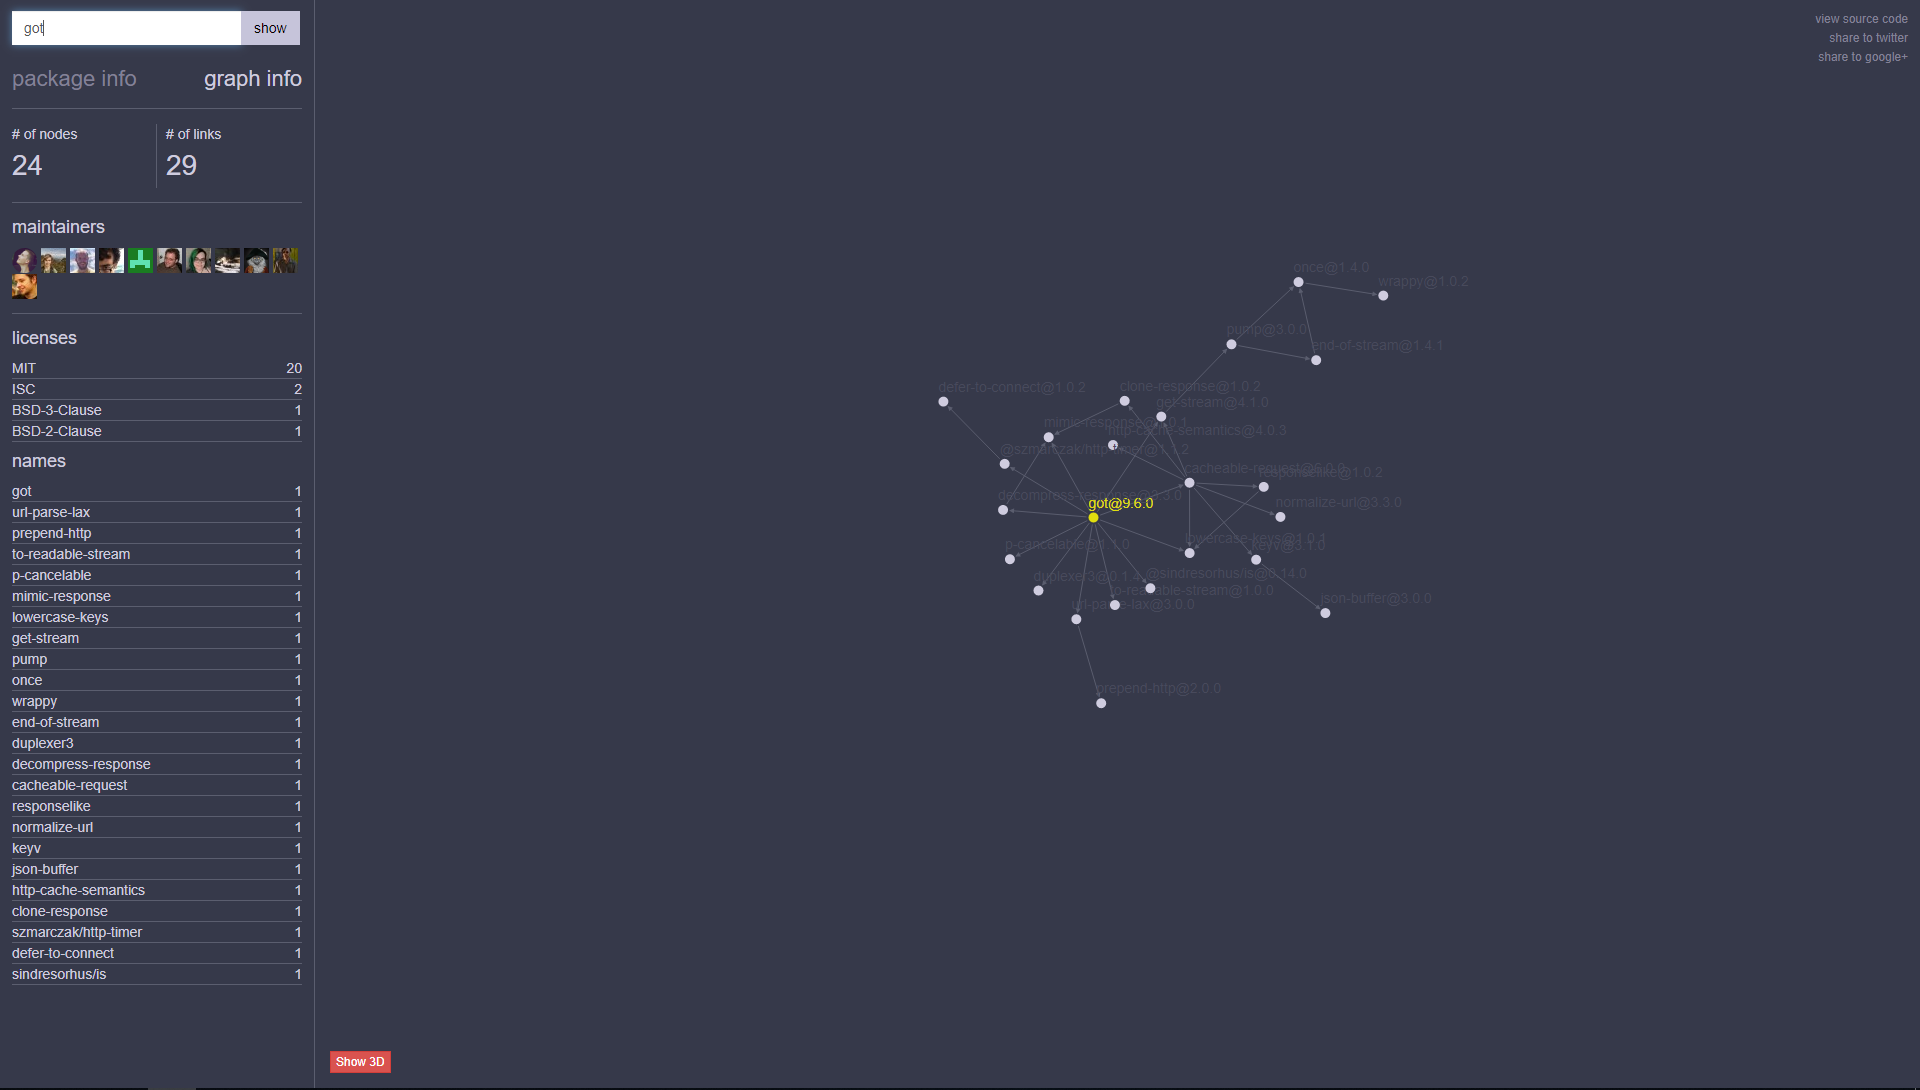 got
show
package info
graph info
# of nodes
24
# of links
29
maintainers
licenses
MIT 20
ISC 2
BSD-3-Clause 1
BSD-2-Clause 1
names
got 1
url-parse-lax 1
prepend-http 1
to-readable-stream 1
p-cancelable 1
mimic-response 1
lowercase-keys 1
get-stream 1
pump 1
once 1
wrappy 1
end-of-stream 1
duplexer3 1
decompress-response 1
cacheable-request 1
responselike 1
normalize-url 1
keyv 1
json-buffer 1
http-cache-semantics 1
clone-response 1
szmarczak/http-timer 1
defer-to-connect 1
sindresorhus/is 1
view source code
share to twitter
share to google+
once@1.4.0
wrappy@1.0.2
pump@3.0.0
end-of-stream@1.4.1
defer-to-connect@1.0.2
clone-response@1.0.2
get-stream@4.1.0
mimic-response@1.0.1
http-cache-semantics@4.0.3
@szmarczak/http-timer@1.1.2
cacheable-request@6.0.0
responselike@1.0.2
decompress-response@3.3.0
got@9.6.0
normalize-url@3.3.0
lowercase-keys@1.0.1
p-cancelable@1.1.0
keyv@3.1.0
duplexer3@0.1.4
@sindresorhus/is@0.14.0
to-readable-stream@1.0.0
url-parse-lax@3.0.0
json-buffer@3.0.0
prepend-http@2.0.0
Show 3D